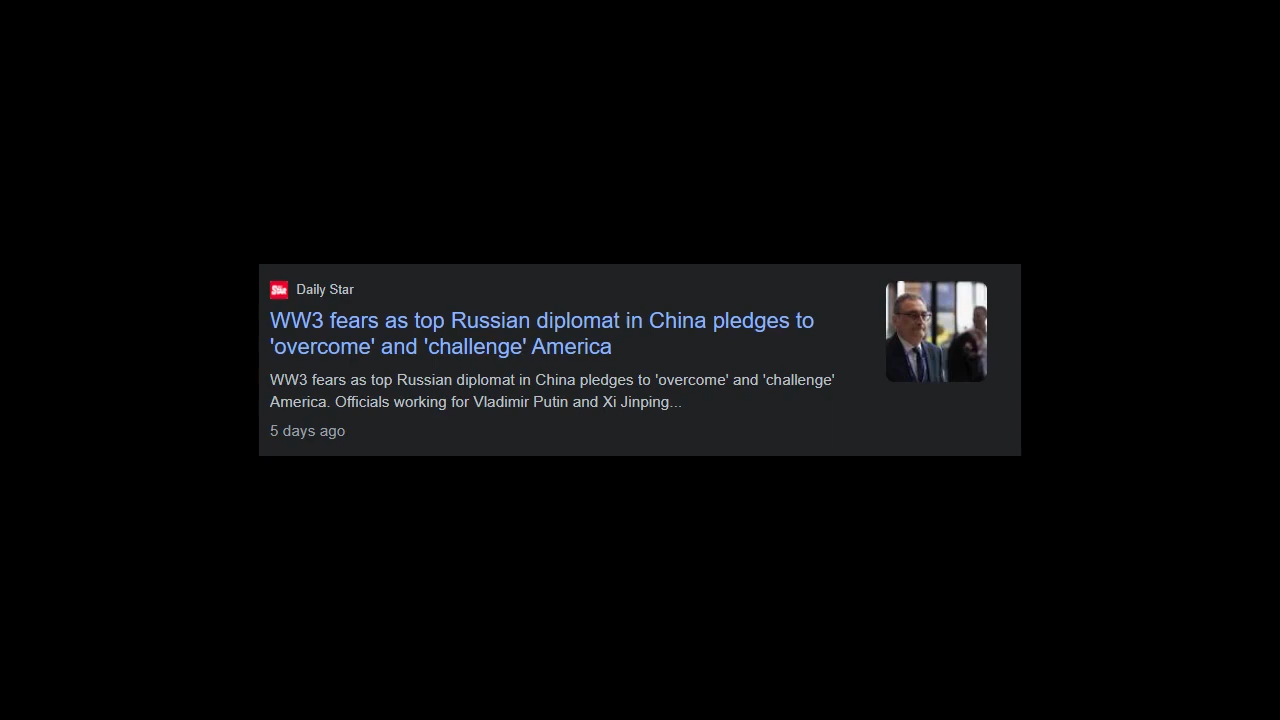 Daily Star
WW3 fears as top Russian diplomat in China pledges to
'overcome' and 'challenge' America
WW3 fears as top Russian diplomat in China pledges to 'overcome' and 'challenge'
America. Officials working for Vladimir Putin and Xi Jinping...
5 days ago